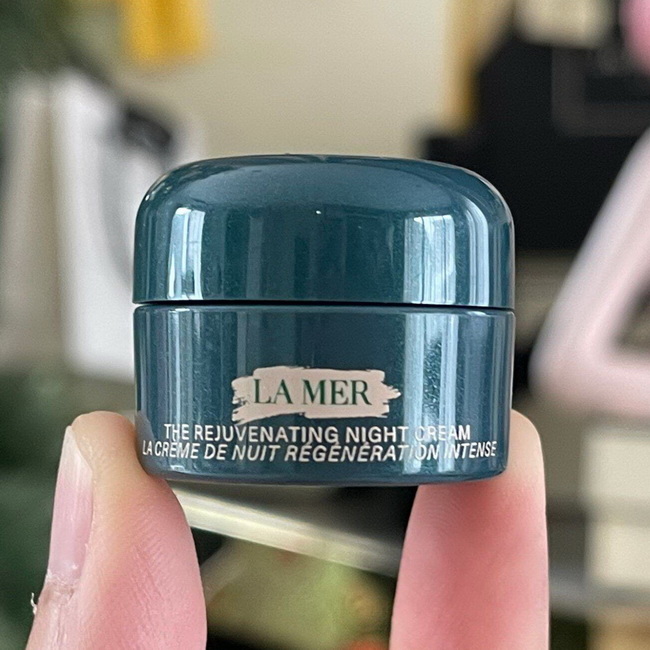 LA MER
THE REJUVENATING NIGHT CREAM
LA CRÈME DE NUIT RÉGÉNÉRATION INTENSE